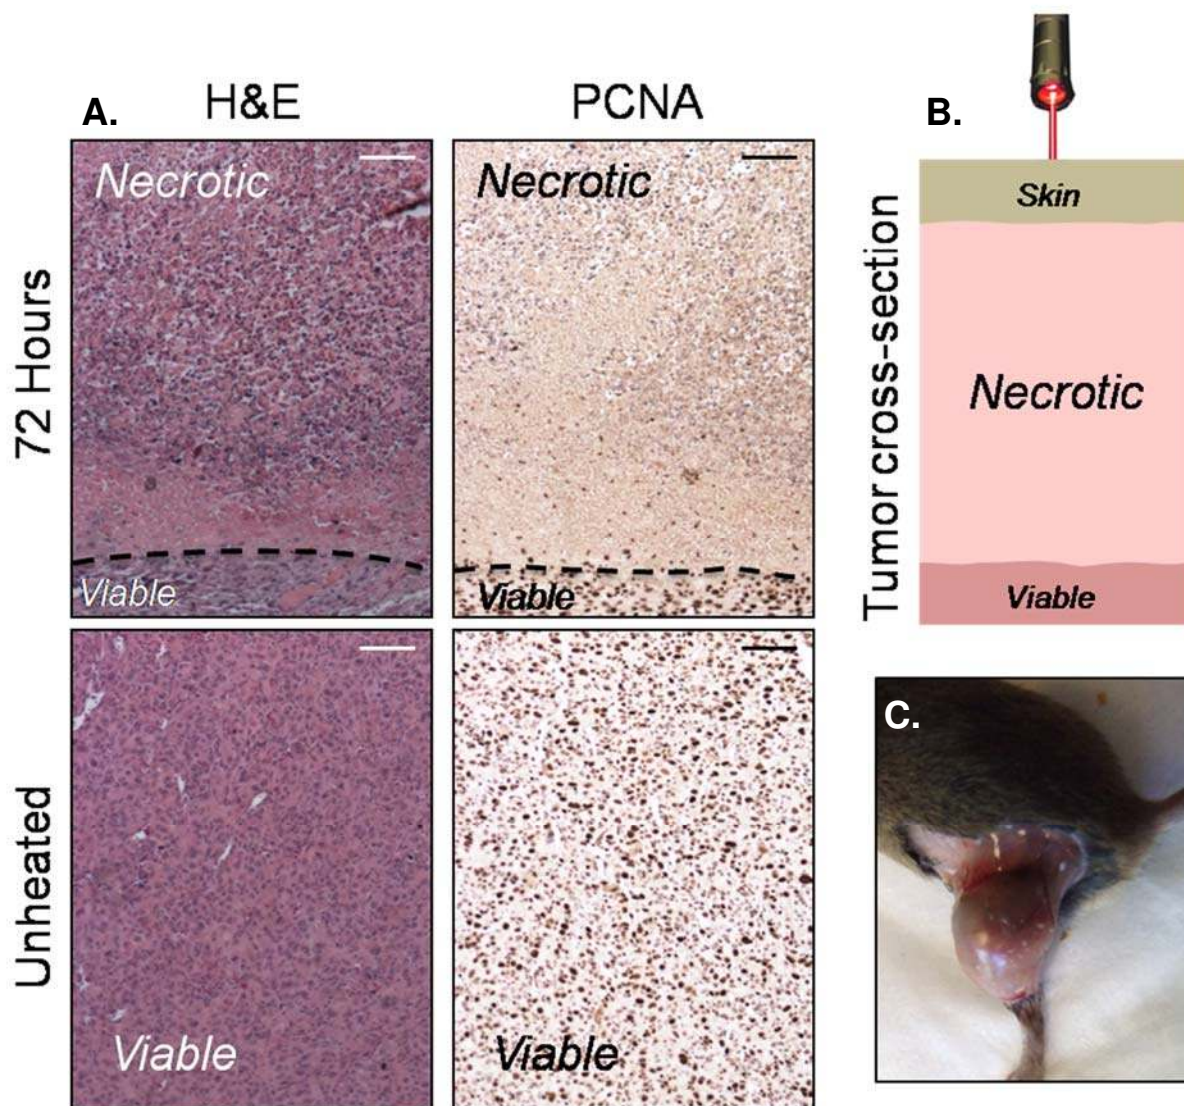 A.
H&E
PCNA
B.
72 Hours
Necrotic
Necrotic
Viable
Viable
Unheated
Viable
Viable
Tumor cross-section
Skin
Necrotic
Viable
C.